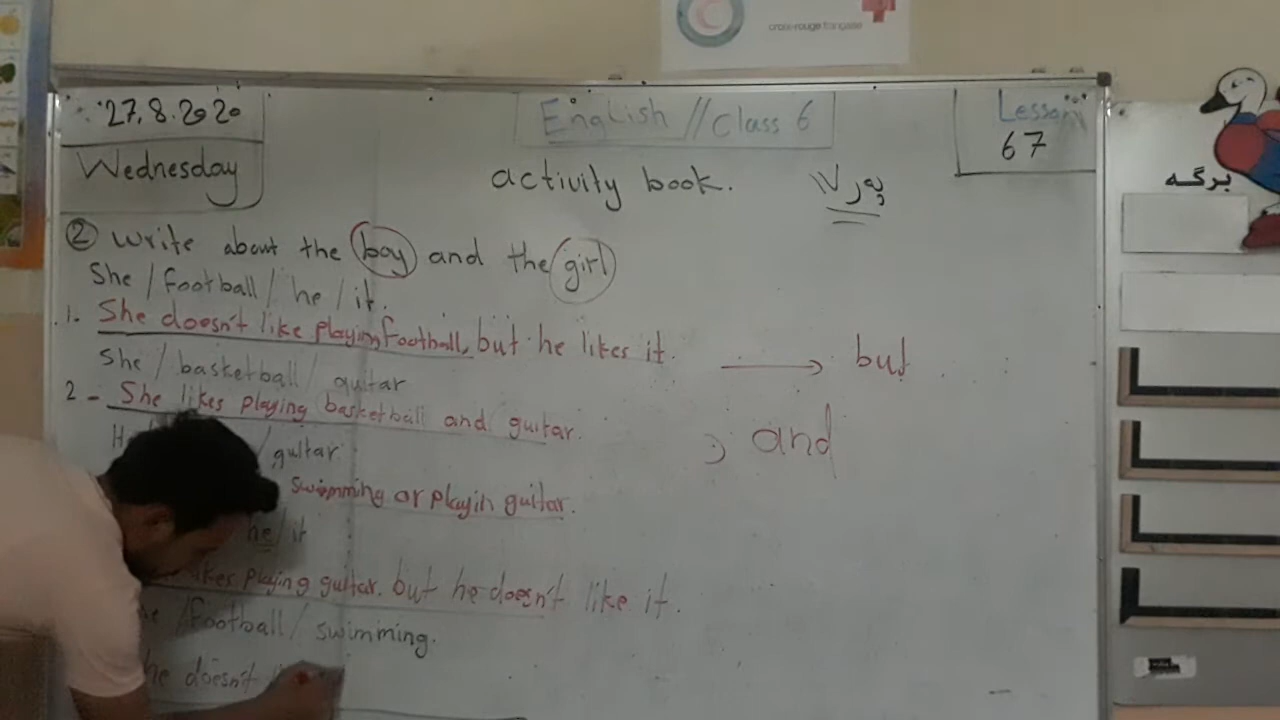 croix-rouge française
27.8.2020
Wednesday
English // Class 6
Lesson
67
activity book.
پەڕ ١٧
برگه
② Write about the boy and the girl
She / football / he / it.
1. She doesn't like playing football, but he likes it. → but
She / basketball / guitar
2 - She likes playing basketball and guitar.
و and
/ guitar
swimming or playin guitar.
he / it
likes playing guitar. but he doesn't like it.
/ football / swimming.
he doesn't